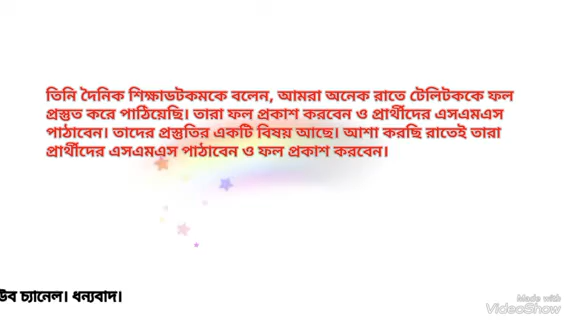 তিনি দৈনিক শিক্ষাডটকমকে বলেন, আমরা অনেক রাতে টেলিটককে ফল
প্রস্তুত করে পাঠিয়েছি। তারা ফল প্রকাশ করবেন ও প্রার্থীদের এসএমএস
পাঠাবেন। তাদের প্রস্তুতির একটি বিষয় আছে। আশা করছি রাতেই তারা
প্রার্থীদের এসএমএস পাঠাবেন ও ফল প্রকাশ করবেন।
চ্যানেল। ধন্যবাদ।
Made with
VideoShow